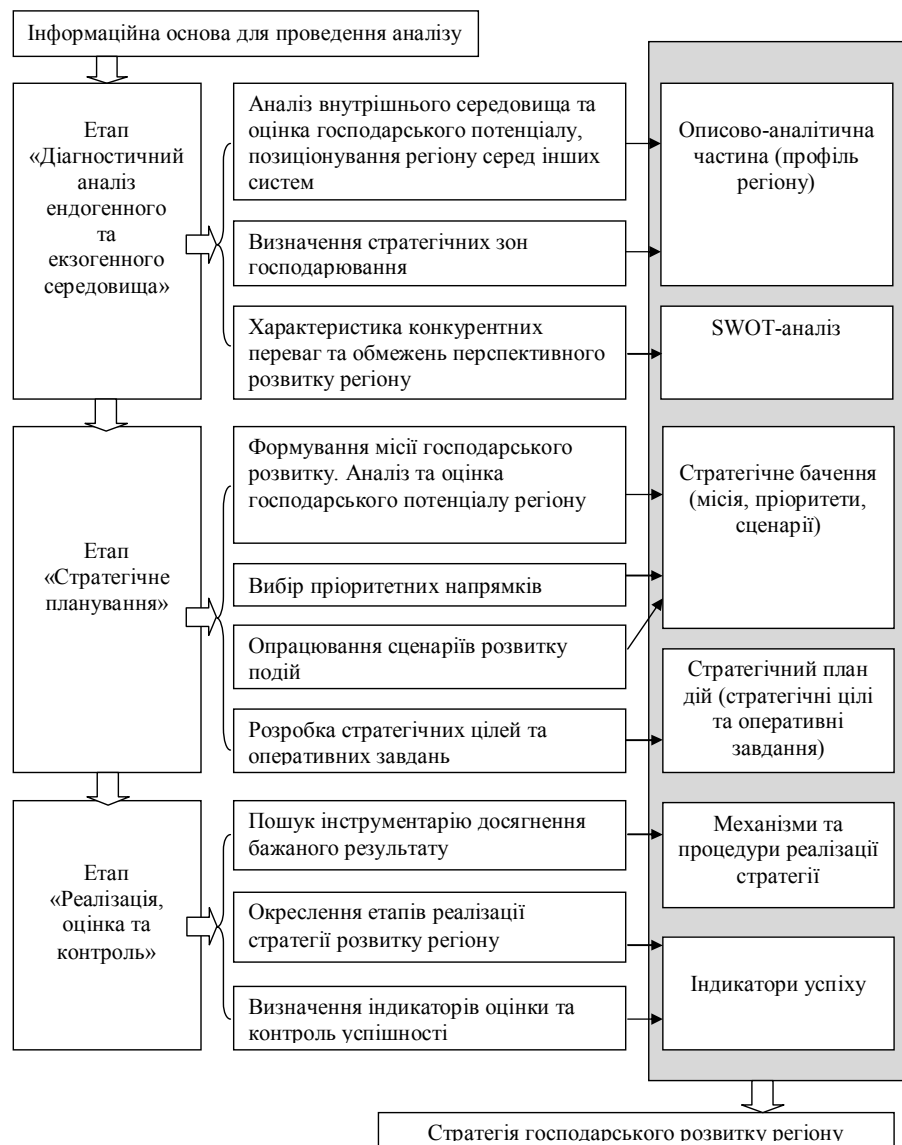 Інформаційна основа для проведення аналізу
Етап
«Діагностичний
аналіз
ендогенного
та
екзогенного
середовища»
Аналіз внутрішнього середовища та
оцінка господарського потенціалу,
позиціонування регіону серед інших
систем
Визначення стратегічних зон
господарювання
Характеристика конкурентних
переваг та обмежень перспективного
розвитку регіону
Описово-аналітична
частина (профіль
регіону)
SWOT-аналіз
Етап
«Стратегічне
планування»
Формування місії господарського
розвитку. Аналіз та оцінка
господарського потенціалу регіону
Вибір пріоритетних напрямків
Опрацювання сценаріїв розвитку
подій
Розробка стратегічних цілей та
оперативних завдань
Стратегічне бачення
(місія, пріоритети,
сценарії)
Стратегічний план
дій (стратегічні цілі
та оперативні
завдання)
Етап
«Реалізація,
оцінка та
контроль»
Пошук інструментарію досягнення
бажаного результату
Окреслення етапів реалізації
стратегії розвитку регіону
Визначення індикаторів оцінки та
контроль успішності
Механізми та
процедури реалізації
стратегії
Індикатори успіху
Стратегія господарського розвитку регіону